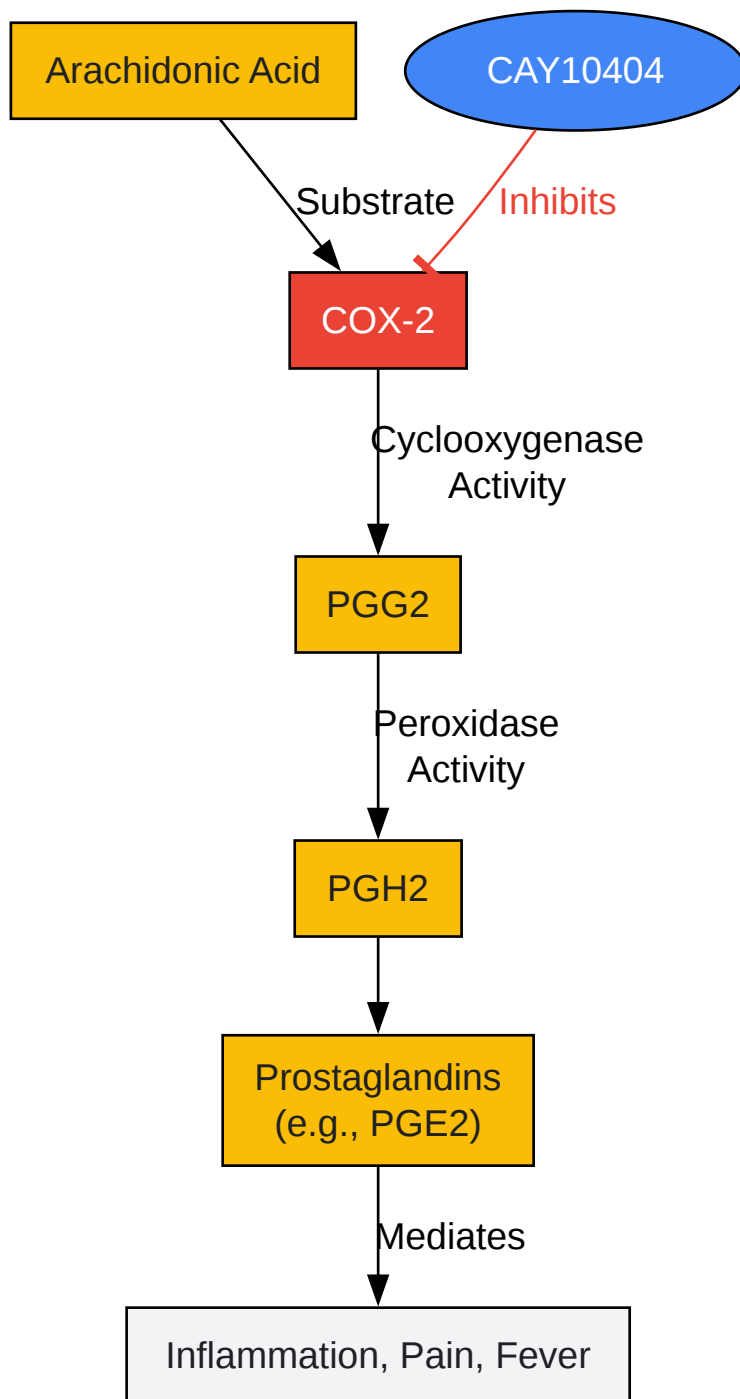 Arachidonic Acid
CAY10404
Substrate
Inhibits
COX-2
Cyclooxygenase
Activity
PGG2
Peroxidase
Activity
PGH2
Prostaglandins
(e.g., PGE2)
Mediates
Inflammation, Pain, Fever